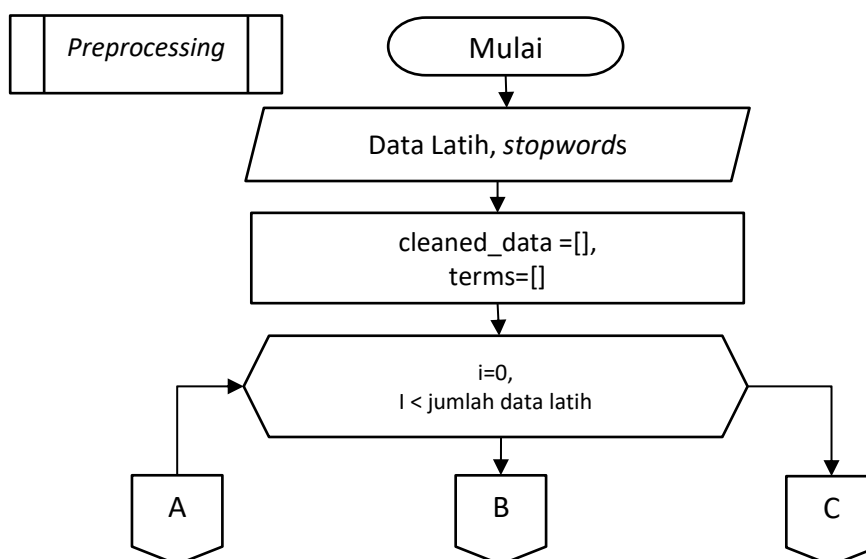 Preprocessing
Mulai
Data Latih, stopwords
cleaned_data =[],
terms=[]
i=0,
I < jumlah data latih
A
B
C